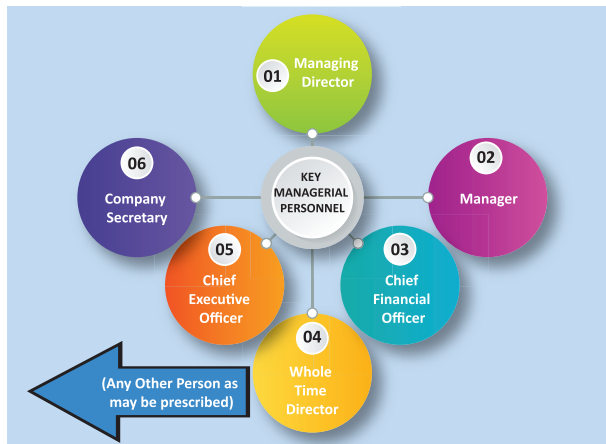 01
Managing
Director
02
Manager
KEY
MANAGERIAL
PERSONNEL
06
Company
Secretary
05
Chief
Executive
Officer
03
Chief
Financial
Officer
04
Whole
Time
Director
(Any Other Person as
may be prescribed)